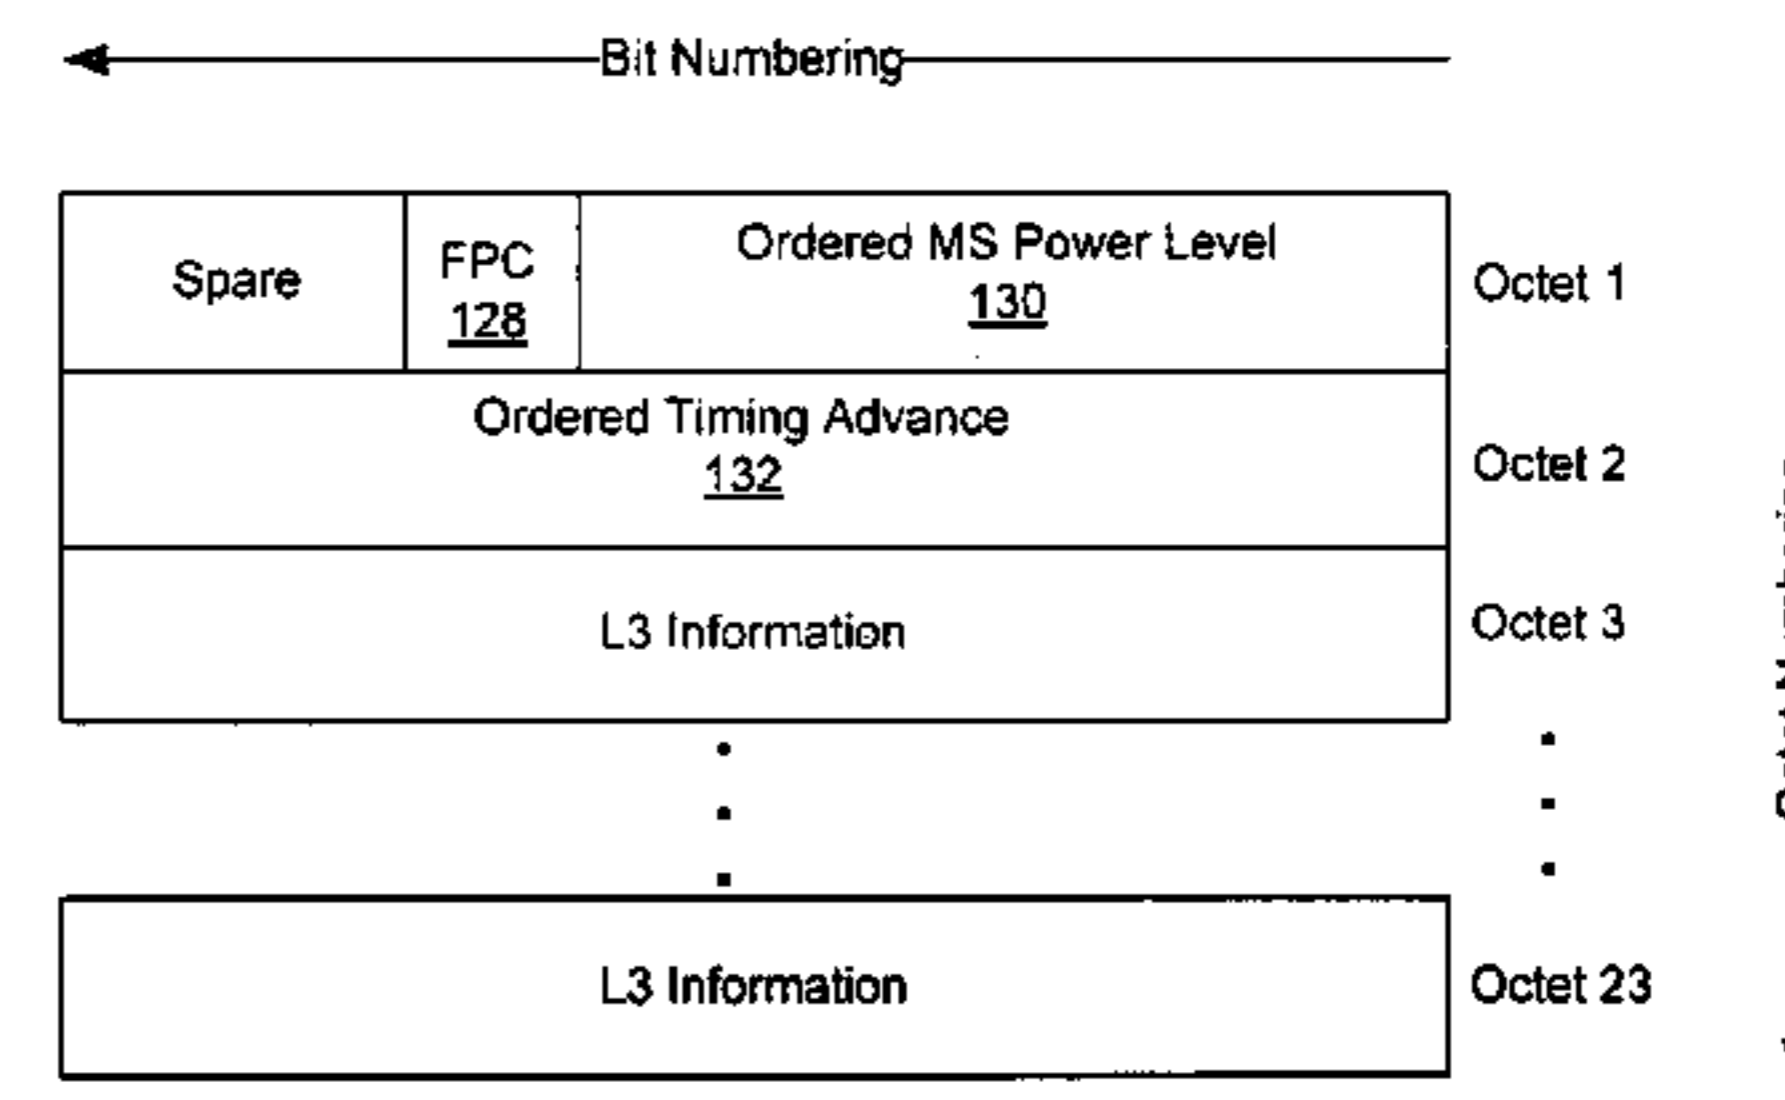 Bit Numbering
Spare
FPC
128
Ordered MS Power Level
130
Octet 1
Ordered Timing Advance
132
Octet 2
L3 Information
Octet 3
L3 Information
Octet 23